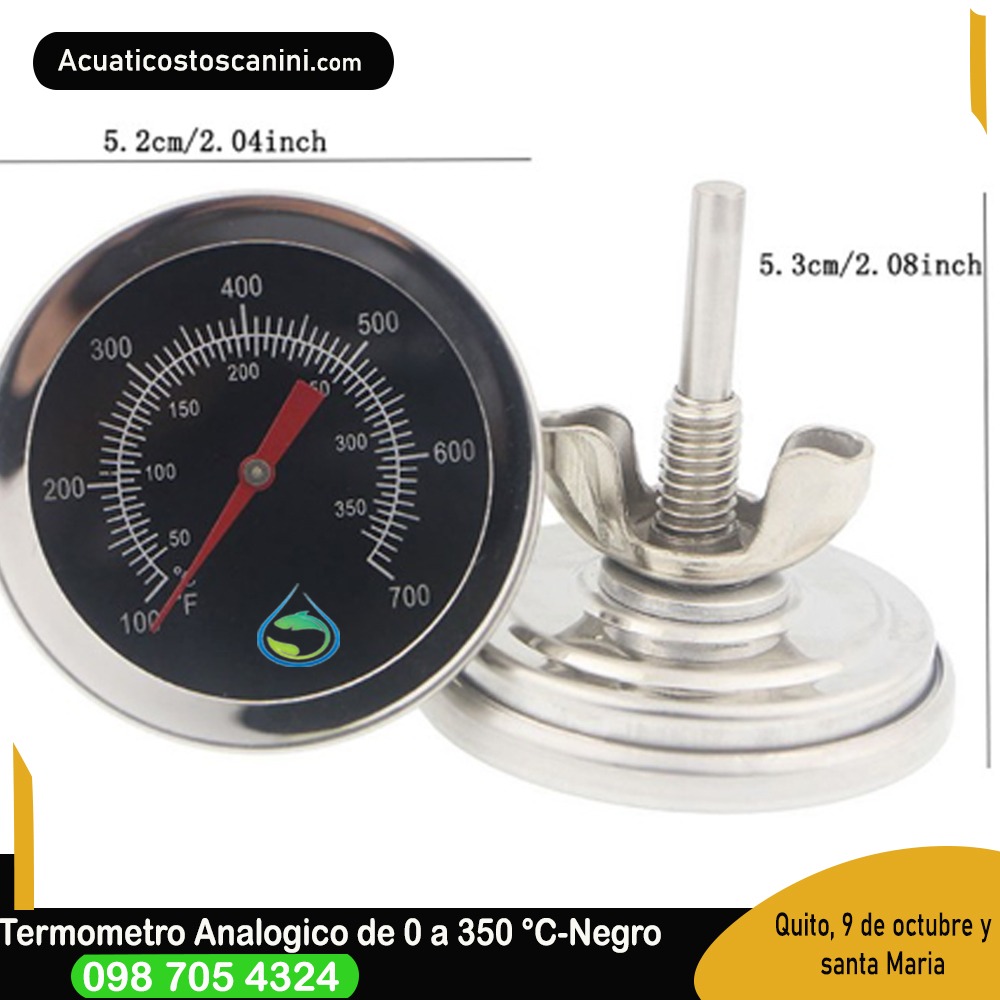 Acuaticostoscanini.com
5.2cm/2.04inch
5.3cm/2.08inch
400
300
500
200
50
150
300
600
200
100
350
50
°C
°F
100
700
Termometro Analogico de 0 a 350 °C-Negro
098 705 4324
Quito, 9 de octubre y
santa Maria